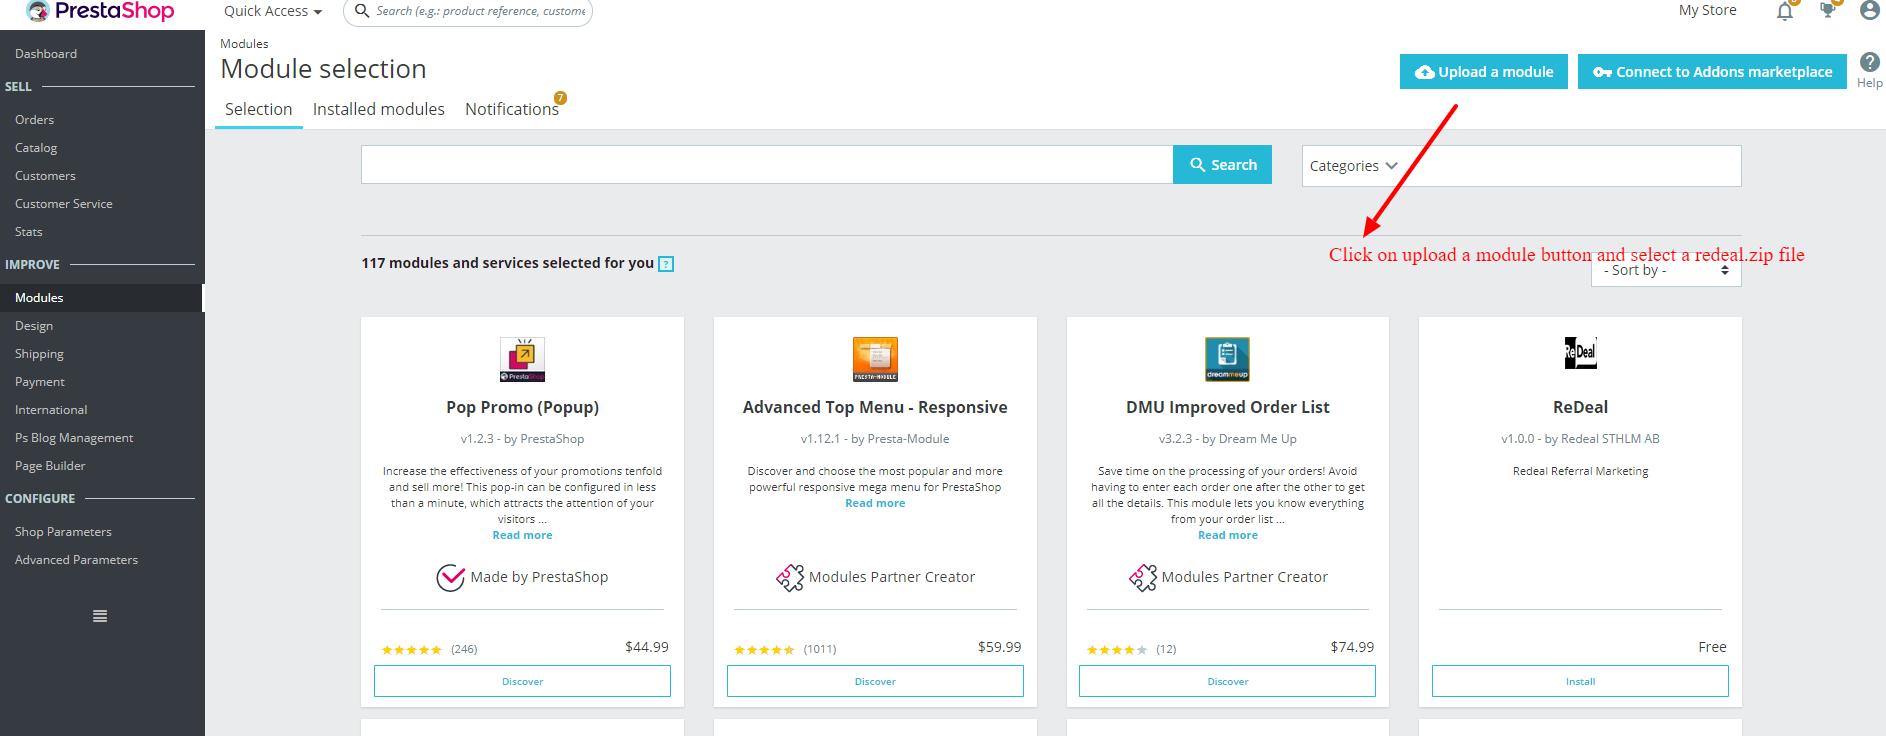 PrestaShop
Quick Access
Search (e.g.: product reference, custome
My Store
Dashboard
SELL
Orders
Catalog
Customers
Customer Service
Stats
IMPROVE
Modules
Design
Shipping
Payment
International
Ps Blog Management
Page Builder
CONFIGURE
Shop Parameters
Advanced Parameters
Modules
Module selection
Upload a module
Connect to Addons marketplace
Help
Selection
Installed modules
Notifications
7
Search
Categories
Click on upload a module button and select a redeal.zip file
117 modules and services selected for you ?
- Sort by -
PrestaShop
Pop Promo (Popup)
v1.2.3 - by PrestaShop
Increase the effectiveness of your promotions tenfold
and sell more! This pop-in can be configured in less
than a minute, which attracts the attention of your
visitors ...
Read more
Made by PrestaShop
(246)
$44.99
Discover
PRESTA-MODULE
Advanced Top Menu - Responsive
v1.12.1 - by Presta-Module
Discover and choose the most popular and more
powerful responsive mega menu for PrestaShop
Read more
Modules Partner Creator
(1011)
$59.99
Discover
dreammeup
DMU Improved Order List
v3.2.3 - by Dream Me Up
Save time on the processing of your orders! Avoid
having to enter each order one after the other to get
all the details. This module lets you know everything
from your order list ...
Read more
Modules Partner Creator
(12)
$74.99
Discover
ReDeal
ReDeal
v1.0.0 - by Redeal STHLM AB
Redeal Referral Marketing
Free
Install